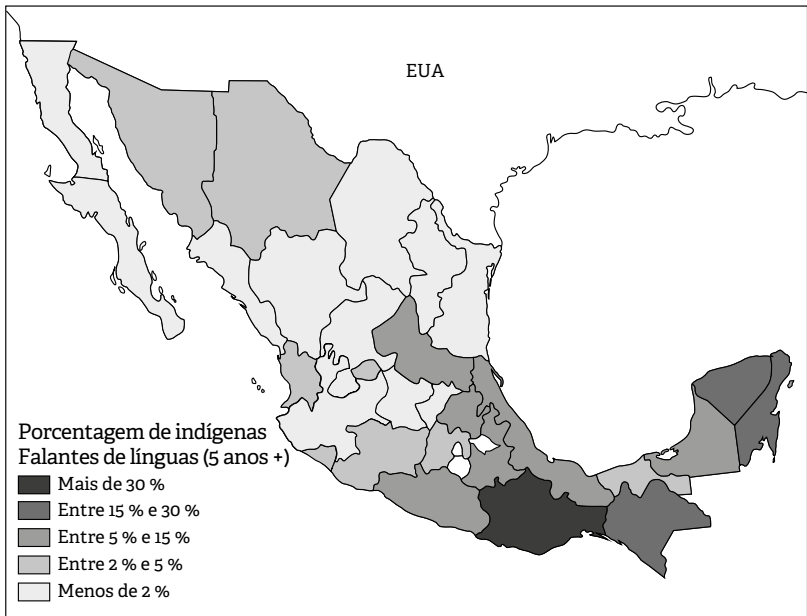 EUA
Porcentagem de indígenas
Falantes de línguas (5 anos +)
Mais de 30 %
Entre 15 % e 30 %
Entre 5 % e 15 %
Entre 2 % e 5 %
Menos de 2 %